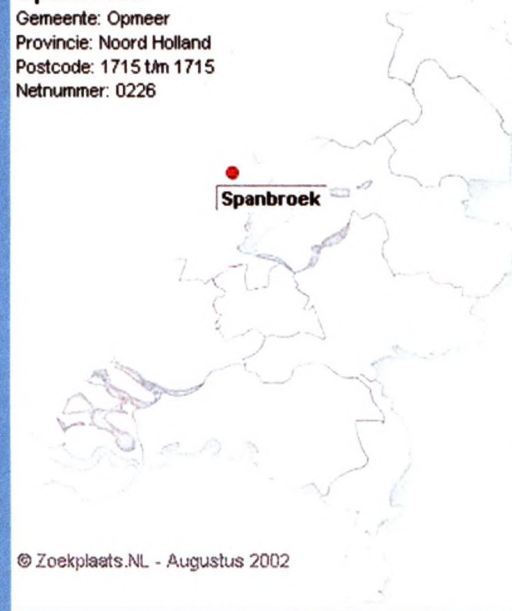 Gemeente: Opmeer
Provincie: Noord Holland
Postcode: 1715 t/m 1715
Netnummer: 0226
Spanbroek
© Zoekplaats.NL - Augustus 2002